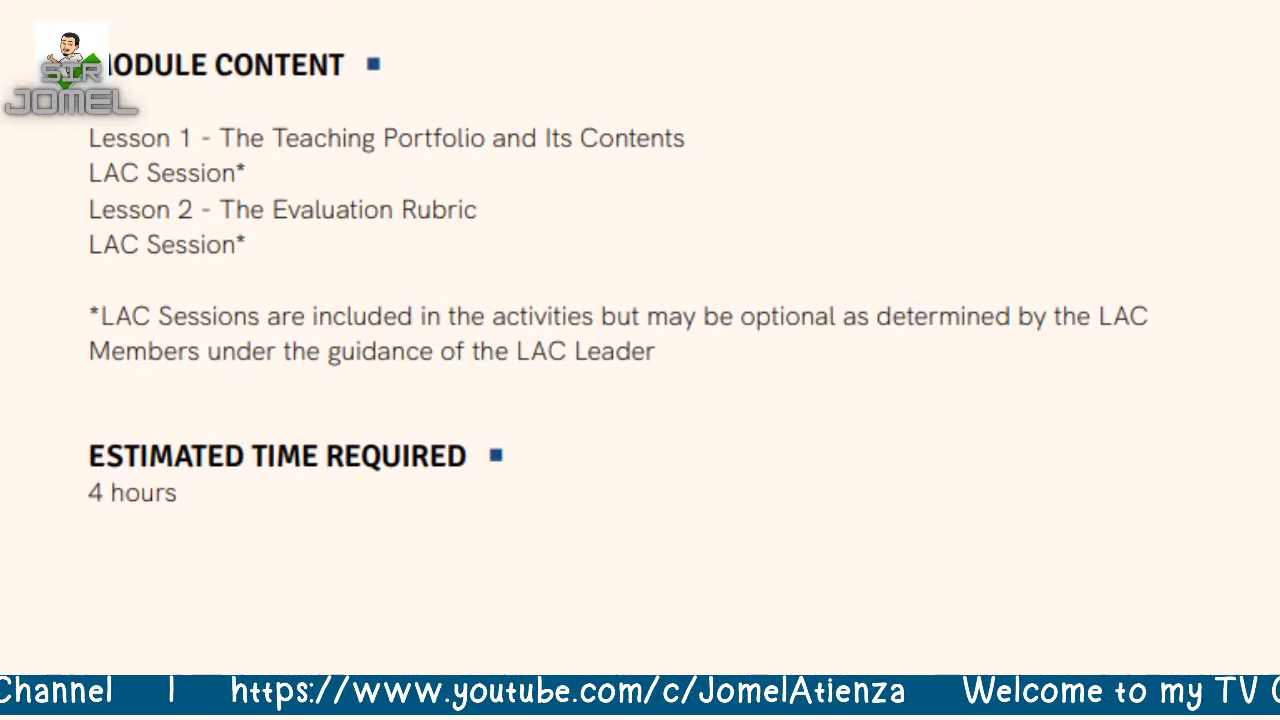 SIR
JOMEL
MODULE CONTENT
Lesson 1 - The Teaching Portfolio and Its Contents
LAC Session*
Lesson 2 - The Evaluation Rubric
LAC Session*
*LAC Sessions are included in the activities but may be optional as determined by the LAC
Members under the guidance of the LAC Leader
ESTIMATED TIME REQUIRED
4 hours
Channel | https://www.youtube.com/c/JomelAtienza Welcome to my TV